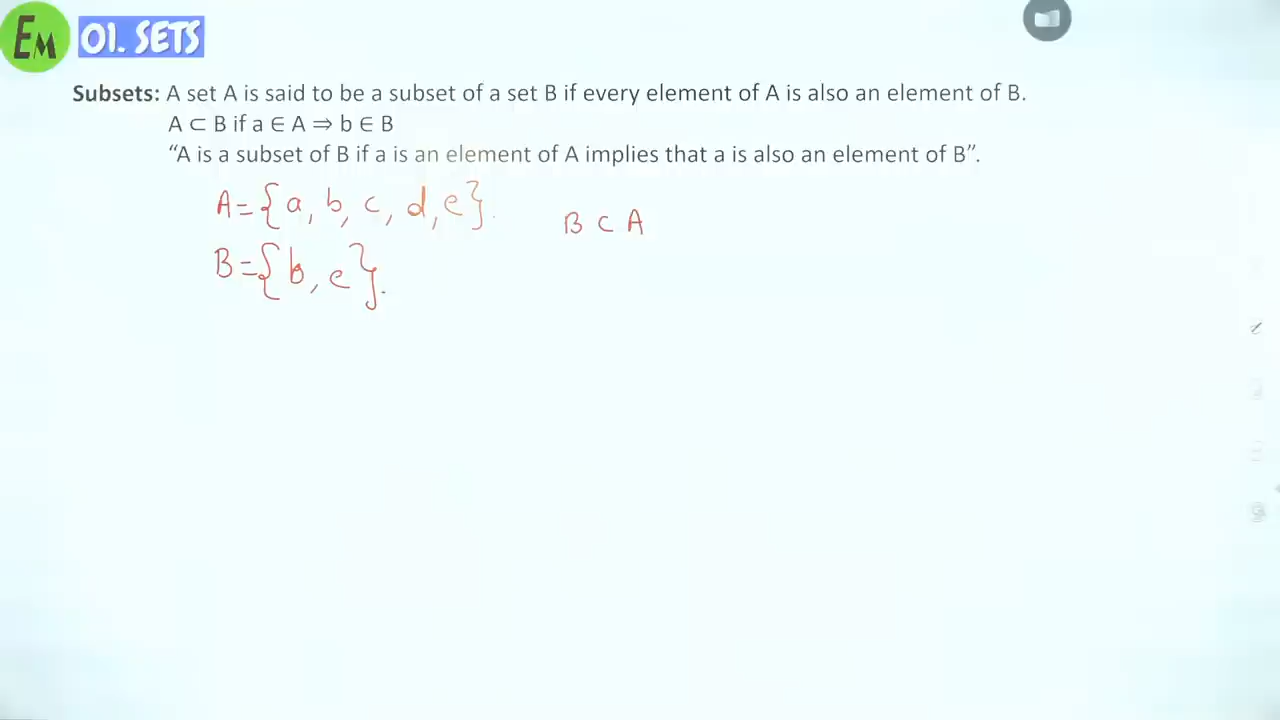 EM 01. SETS
Subsets: A set A is said to be a subset of a set B if every element of A is also an element of B.
A ⊂ B if a ∈ A ⇒ b ∈ B
“A is a subset of B if a is an element of A implies that a is also an element of B”.
A={a, b, c, d, e}. B ⊂ A
B={b, e}.